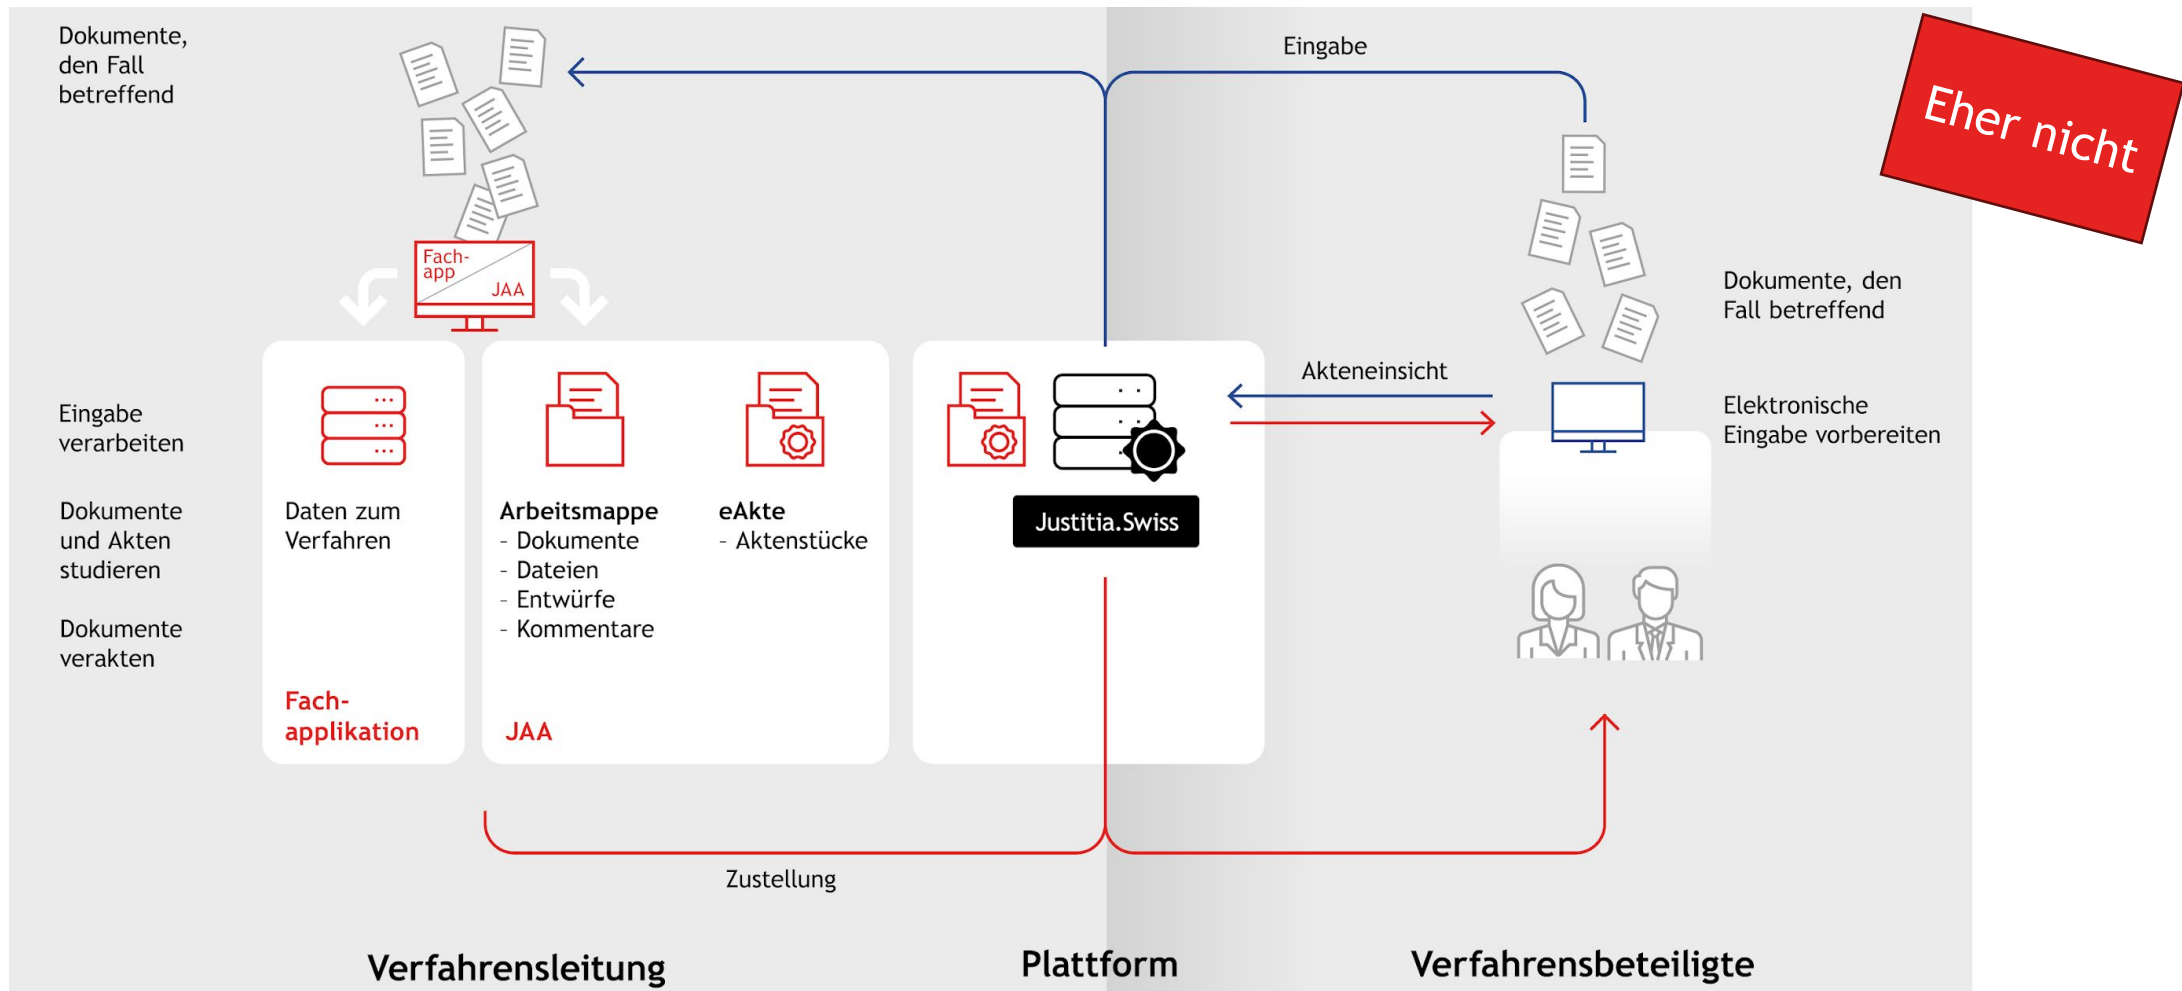 Dokumente,
den Fall
betreffend
Eingabe
Eher nicht
Fach-
app
JAA
Dokumente, den
Fall betreffend
Akteneinsicht
Eingabe
verarbeiten
Elektronische
Eingabe vorbereiten
Dokumente
und Akten
studieren
Dokumente
verakten
Daten zum
Verfahren
Fach-
applikation
Arbeitsmappe
- Dokumente
- Dateien
- Entwürfe
- Kommentare
JAA
eAkte
- Aktenstücke
Justitia.Swiss
Zustellung
Verfahrensleitung
Plattform
Verfahrensbeteiligte